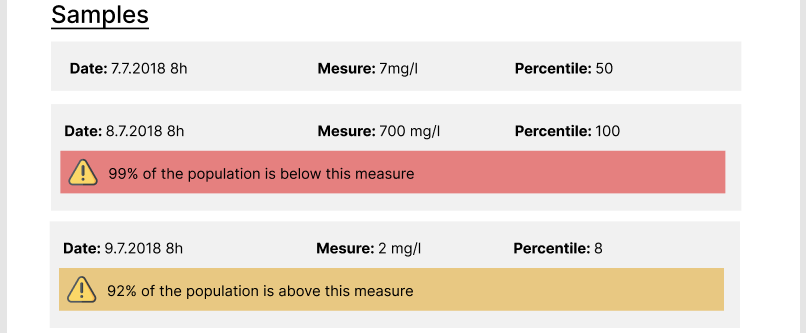 Samples
Date: 7.7.2018 8h Mesure: 7mg/l Percentile: 50
Date: 8.7.2018 8h Mesure: 700 mg/l Percentile: 100
99% of the population is below this measure
Date: 9.7.2018 8h Mesure: 2 mg/l Percentile: 8
92% of the population is above this measure